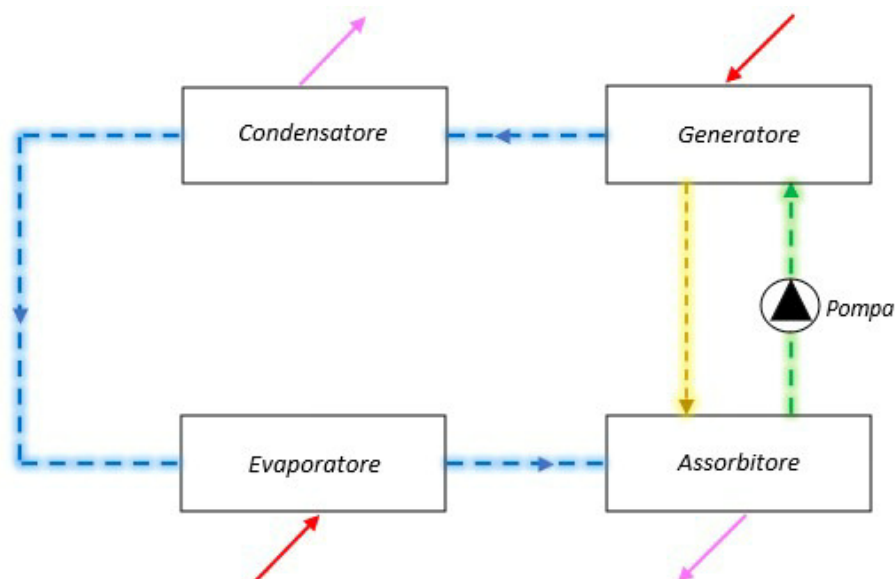 Condensatore
Generatore
Pompa
Evaporatore
Assorbitore